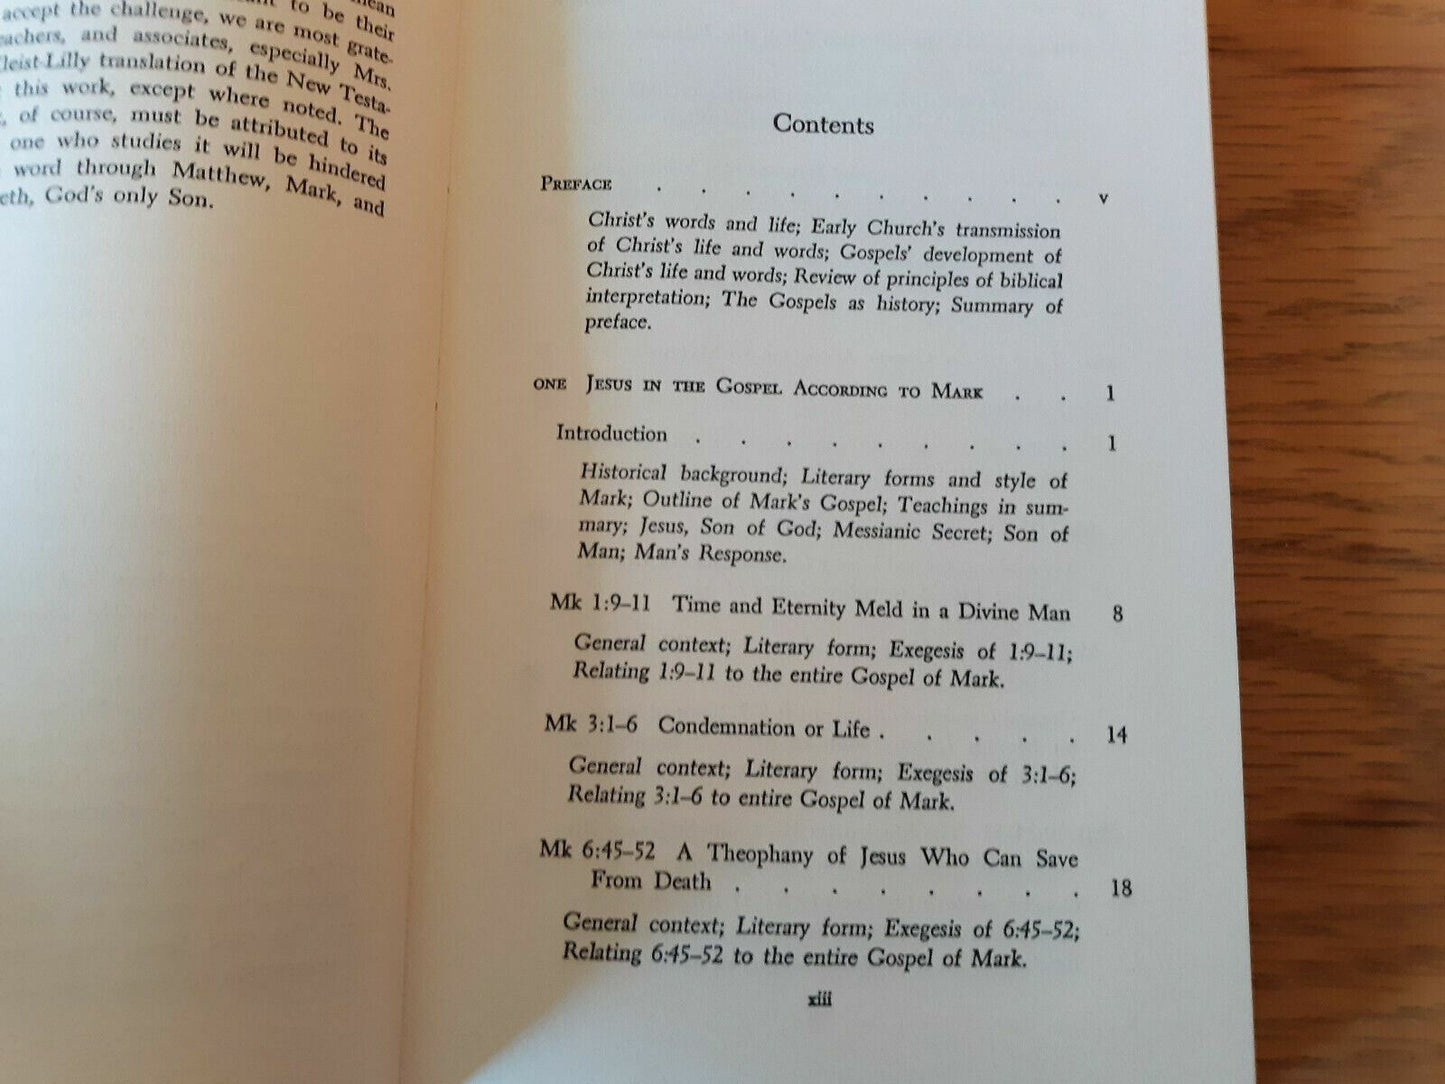 to be their
accept the challenge, we are most grate-
and associates, especially Mrs.
translation of the New Testa-
this work, except where noted. The
of course, must be attributed to its
one who studies it will be hindered
word through Matthew, Mark, and
God's only Son.
Contents
PREFACE . . . . . . . . . . v
Christ's words and life; Early Church's transmission
of Christ's life and words; Gospels' development of
Christ's life and words; Review of principles of biblical
interpretation; The Gospels as history; Summary of
preface.
ONE JESUS IN THE GOSPEL ACCORDING TO MARK . . 1
Introduction . . . . . . . . . 1
Historical background; Literary forms and style of
Mark; Outline of Mark's Gospel; Teachings in sum-
mary; Jesus, Son of God; Messianic Secret; Son of
Man; Man's Response.
Mk 1:9–11 Time and Eternity Meld in a Divine Man 8
General context; Literary form; Exegesis of 1:9–11;
Relating 1:9–11 to the entire Gospel of Mark.
Mk 3:1–6 Condemnation or Life . . . . . 14
General context; Literary form; Exegesis of 3:1–6;
Relating 3:1–6 to entire Gospel of Mark.
Mk 6:45–52 A Theophany of Jesus Who Can Save
From Death . . . . . . . . 18
General context; Literary form; Exegesis of 6:45–52;
Relating 6:45–52 to the entire Gospel of Mark.
xiii